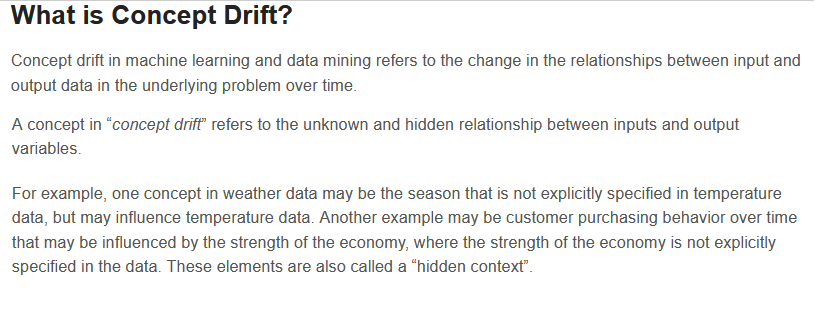 What is Concept Drift?
Concept drift in machine learning and data mining refers to the change in the relationships between input and
output data in the underlying problem over time.
A concept in “concept drift” refers to the unknown and hidden relationship between inputs and output
variables.
For example, one concept in weather data may be the season that is not explicitly specified in temperature
data, but may influence temperature data. Another example may be customer purchasing behavior over time
that may be influenced by the strength of the economy, where the strength of the economy is not explicitly
specified in the data. These elements are also called a “hidden context”.